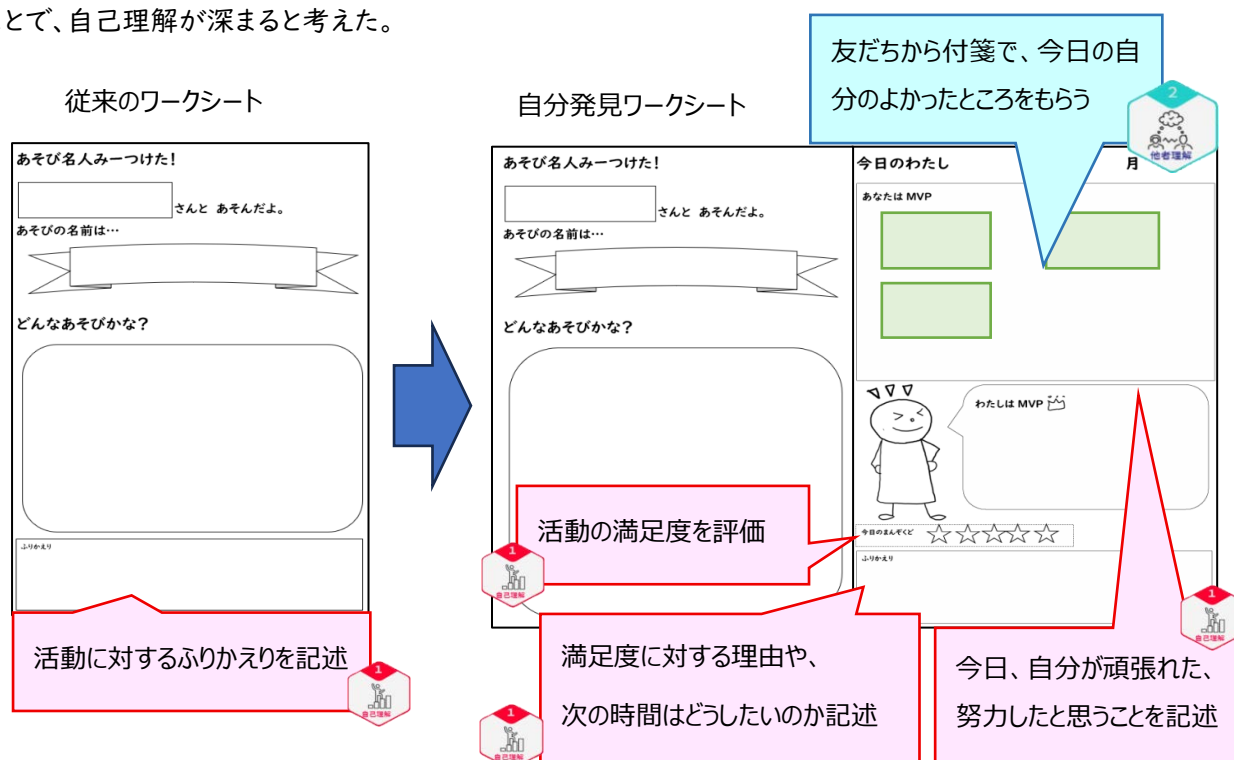 とで、自己理解が深まると考えた。
従来のワークシート
あそび名人みーつけた!
さんと あそんだよ。
あそびの名前は…
どんなあそびかな?
ふりかえり
活動に対するふりかえりを記述
1
自己理解
自分発見ワークシート
あそび名人みーつけた!
さんと あそんだよ。
あそびの名前は…
どんなあそびかな?
友だちから付箋で、今日の自
分のよかったところをもらう
2
他者理解
今日のわたし
月
あなたは MVP
わたしは MVP
今日のまんぞくど
ふりかえり
活動の満足度を評価
1
自己理解
満足度に対する理由や、
次の時間はどうしたいのか記述
1
自己理解
今日、自分が頑張れた、
努力したと思うことを記述
1
自己理解